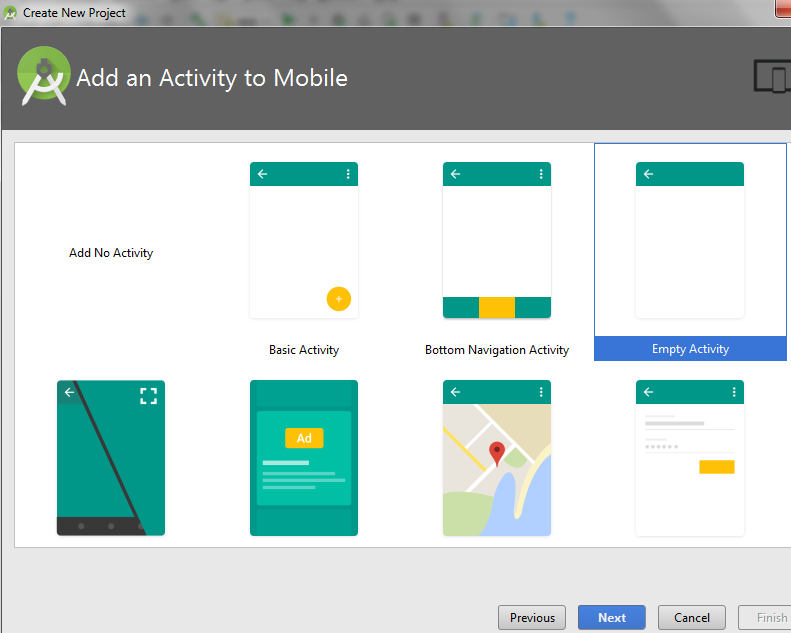 Create New Project
Add an Activity to Mobile
Add No Activity
Basic Activity
Bottom Navigation Activity
Empty Activity
Ad
Previous
Next
Cancel
Finish